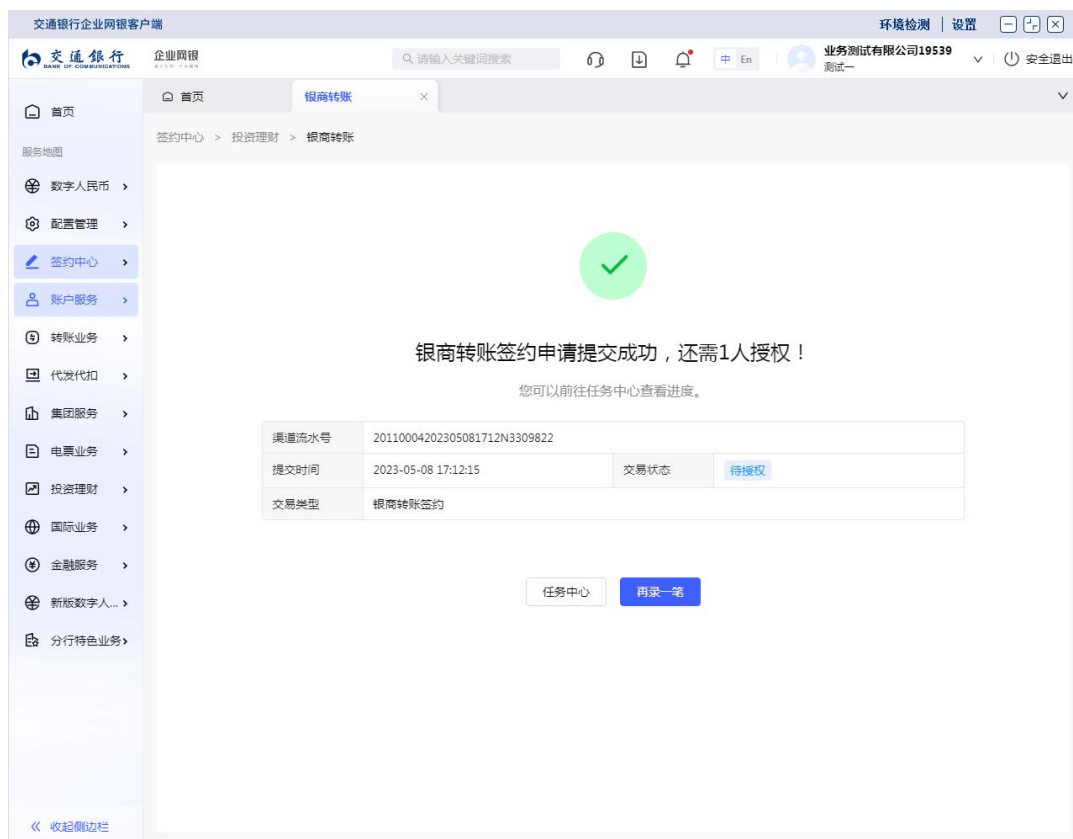 交通银行企业网银客户端
环境检测 | 设置
交通銀行 企业网银
BANK OF COMMUNICATIONS
请输入关键词搜索
中 En
业务测试有限公司19539
测试一
安全退出
首页 银商转账
签约中心 > 投资理财 > 银商转账
首页
服务地图
数字人民币
配置管理
签约中心
账户服务
转账业务
代发代扣
集团服务
电票业务
投资理财
国际业务
金融服务
新版数字人...
分行特色业务
收起侧边栏
银商转账签约申请提交成功，还需1人授权！
您可以前往任务中心查看进度。
渠道流水号 20110004202305081712N3309822
提交时间 2023-05-08 17:12:15 交易状态 待授权
交易类型 银商转账签约
任务中心 再录一笔